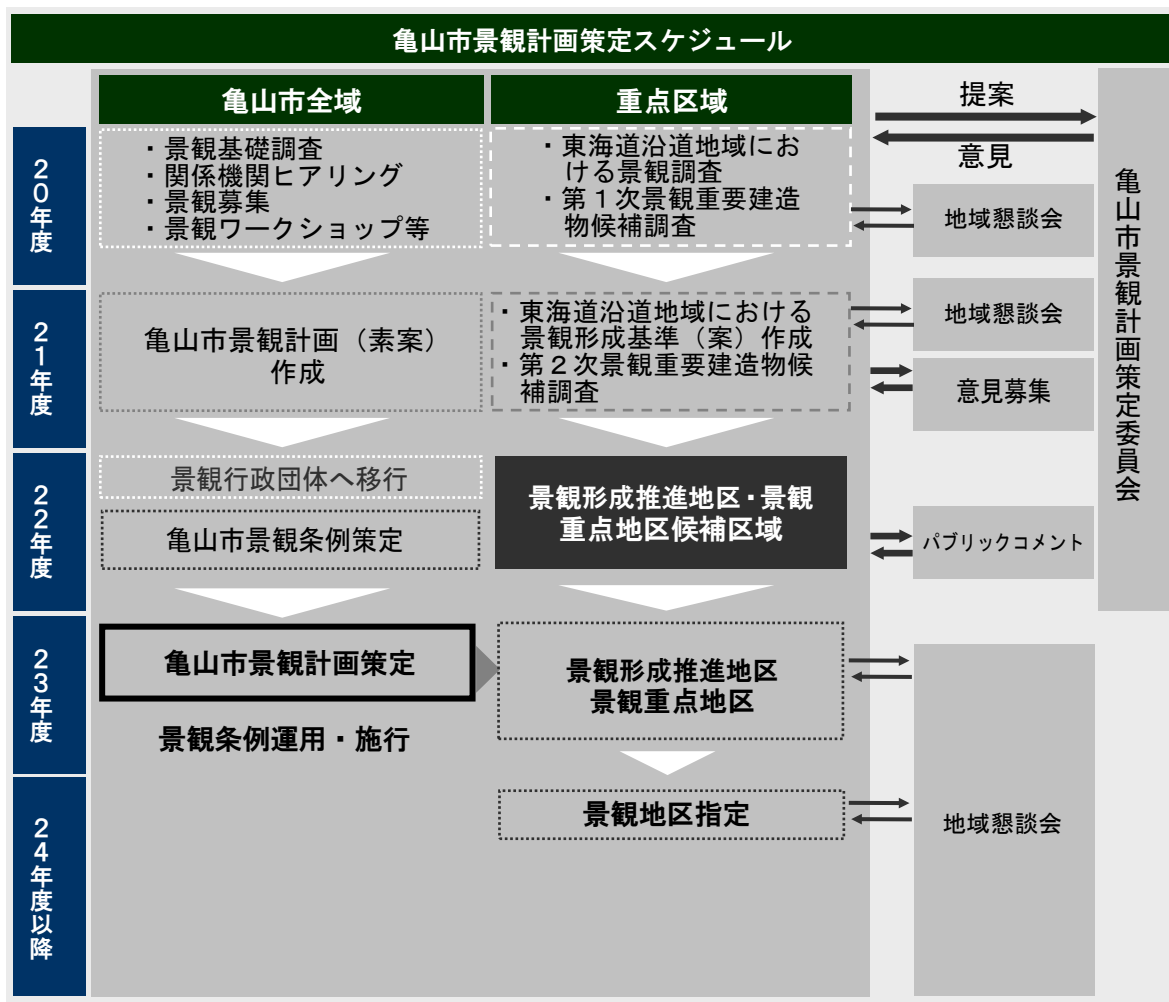 亀山市景観計画策定スケジュール
亀山市全域
重点区域
提案
意見
亀山市景観計画策定委員会
20年度
・景観基礎調査
・関係機関ヒアリング
・景観募集
・景観ワークショップ等
・東海道沿道地域にお
ける景観調査
・第1次景観重要建造
物候補調査
地域懇談会
21年度
亀山市景観計画（素案）
作成
・東海道沿道地域における
景観形成基準（案）作成
・第2次景観重要建造物候
補調査
地域懇談会
意見募集
22年度
景観行政団体へ移行
亀山市景観条例策定
景観形成推進地区・景観
重点地区候補区域
パブリックコメント
23年度
亀山市景観計画策定
景観条例運用・施行
景観形成推進地区
景観重点地区
24年度以降
景観地区指定
地域懇談会